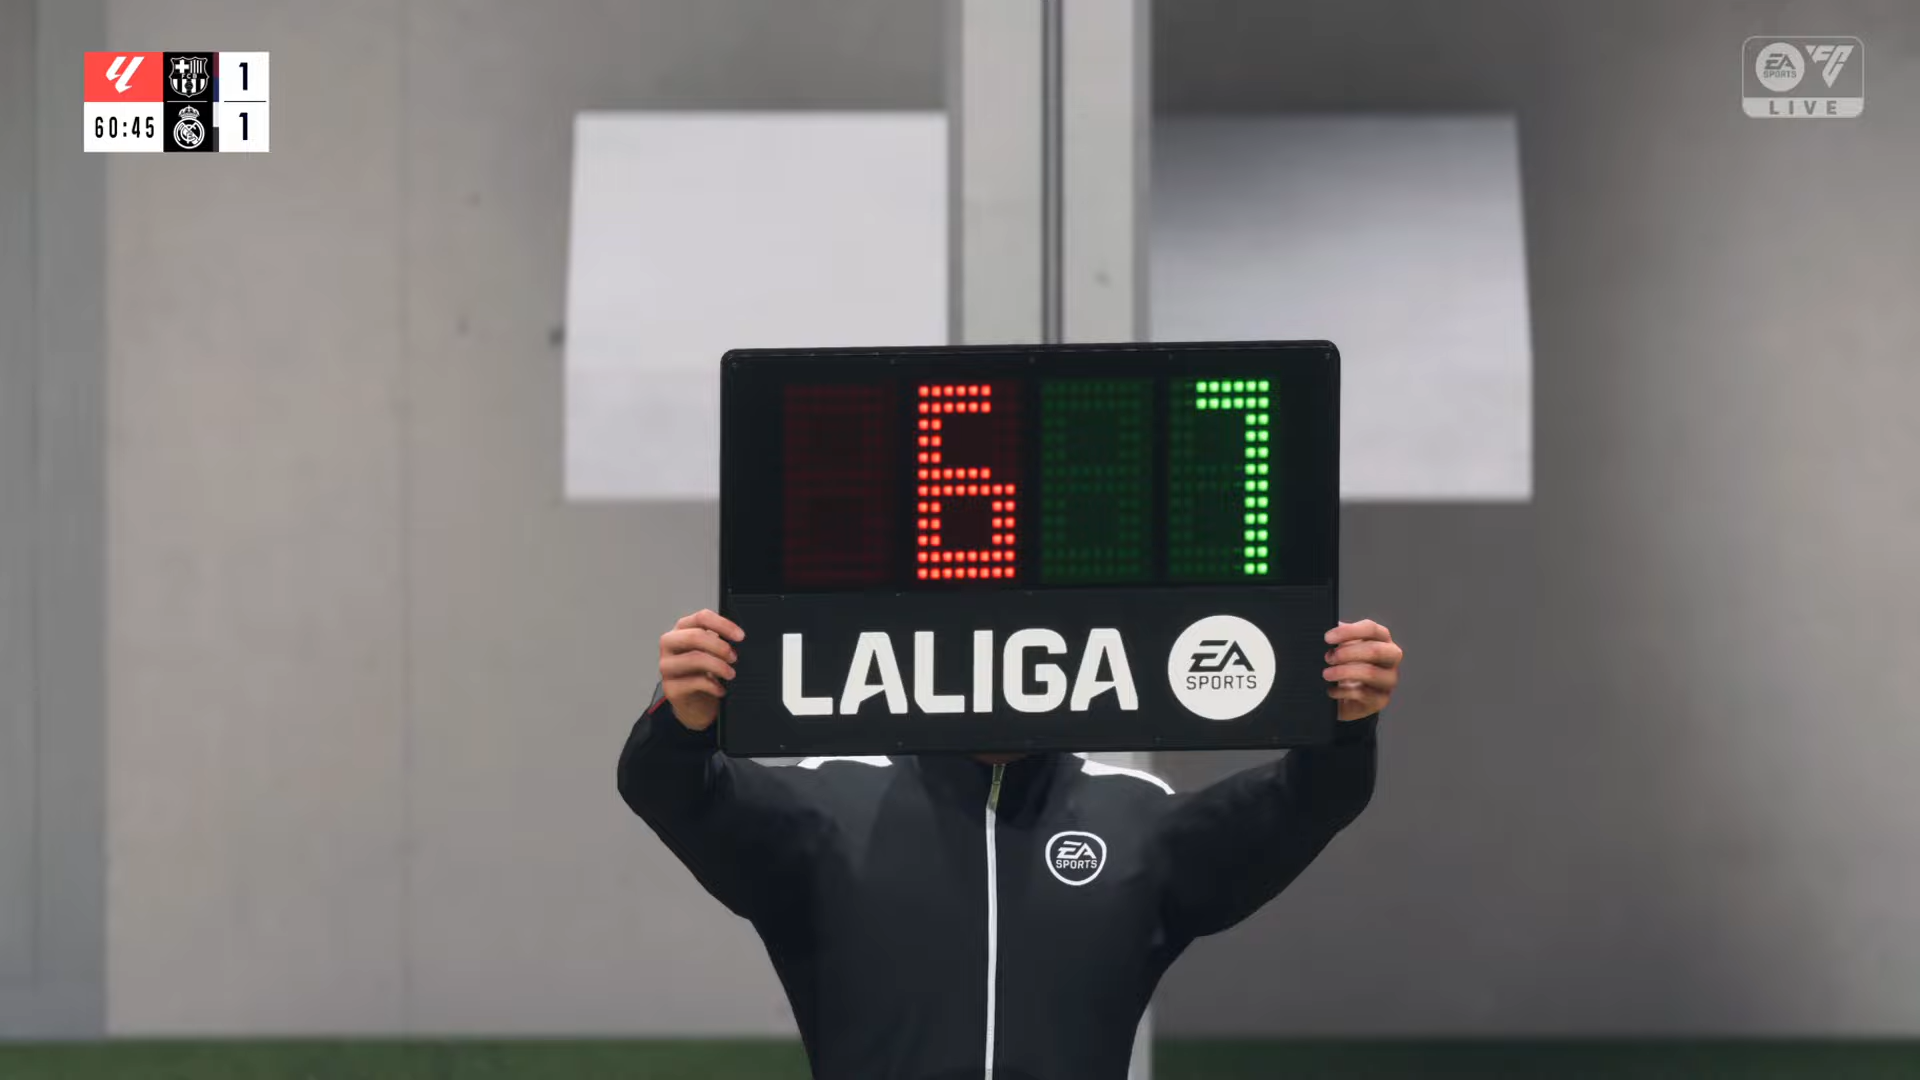 1
60:45 1
EA
SPORTS
LIVE
6 7
LALIGA EA
SPORTS
EA
SPORTS